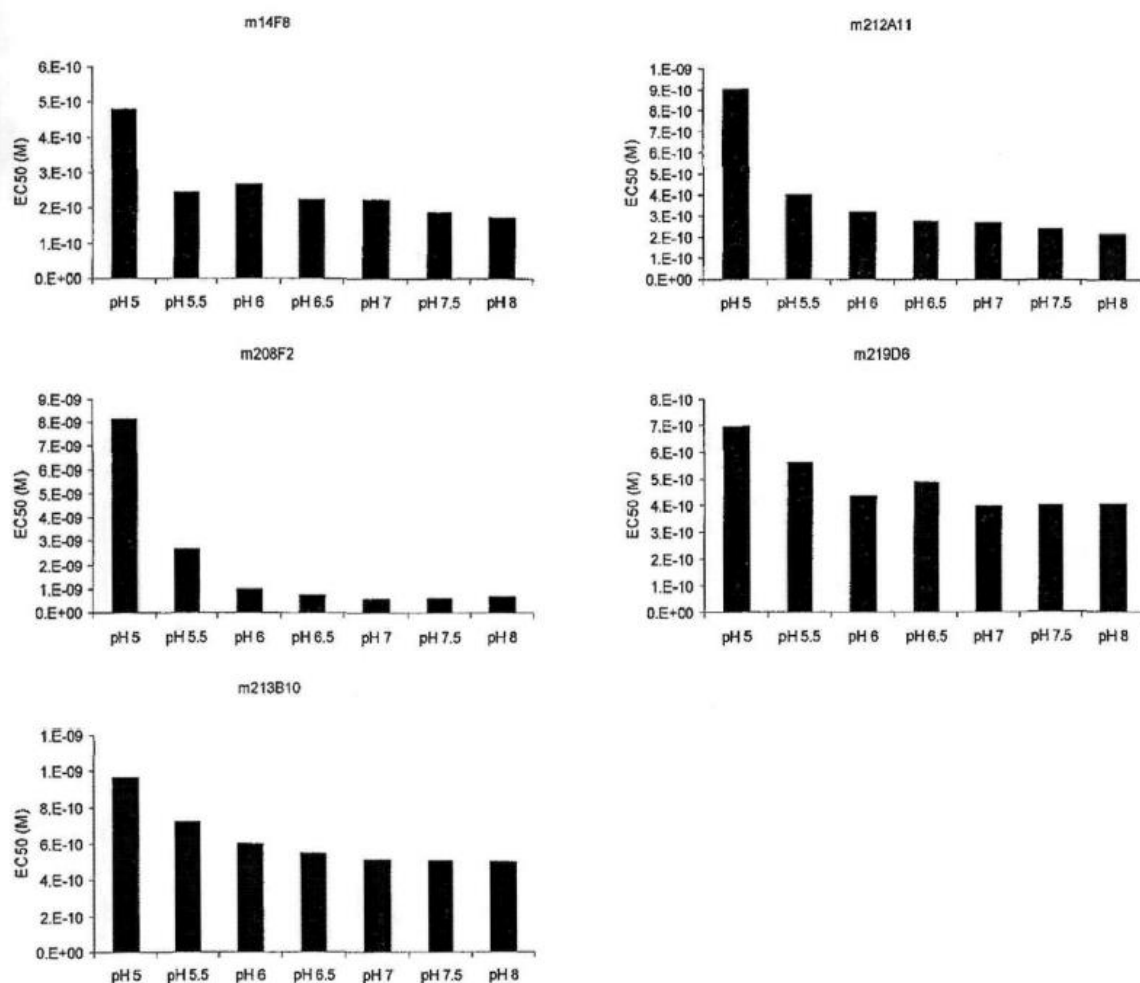 m14F8
6.E-10
5.E-10
4.E-10
3.E-10
2.E-10
1.E-10
0.E+00
EC50 (M)
pH 5 pH 5.5 pH 6 pH 6.5 pH 7 pH 7.5 pH 8
m212A11
1.E-09
9.E-10
8.E-10
7.E-10
6.E-10
5.E-10
4.E-10
3.E-10
2.E-10
1.E-10
0.E+00
EC50 (M)
pH 5 pH 5.5 pH 6 pH 6.5 pH 7 pH 7.5 pH 8
m208F2
9.E-09
8.E-09
7.E-09
6.E-09
5.E-09
4.E-09
3.E-09
2.E-09
1.E-09
0.E+00
EC50 (M)
pH 5 pH 5.5 pH 6 pH 6.5 pH 7 pH 7.5 pH 8
m219D6
8.E-10
7.E-10
6.E-10
5.E-10
4.E-10
3.E-10
2.E-10
1.E-10
0.E+00
EC50 (M)
pH 5 pH 5.5 pH 6 pH 6.5 pH 7 pH 7.5 pH 8
m213B10
1.E-09
1.E-09
8.E-10
6.E-10
4.E-10
2.E-10
0.E+00
EC50 (M)
pH 5 pH 5.5 pH 6 pH 6.5 pH 7 pH 7.5 pH 8